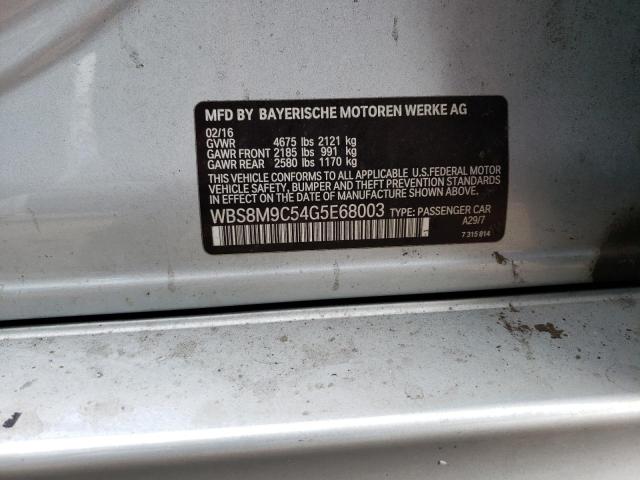 MFD BY BAYERISCHE MOTOREN WERKE AG
02/16
GVWR 4675 lbs 2121 kg
GAWR FRONT 2185 lbs 991 kg
GAWR REAR 2580 lbs 1170 kg
THIS VEHICLE CONFORMS TO ALL APPLICABLE U.S.FEDERAL MOTOR
VEHICLE SAFETY, BUMPER AND THEFT PREVENTION STANDARDS
IN EFFECT ON THE DATE OF MANUFACTURE SHOWN ABOVE.
WBS8M9C54G5E68003 TYPE: PASSENGER CAR
A29/7
7 315 814